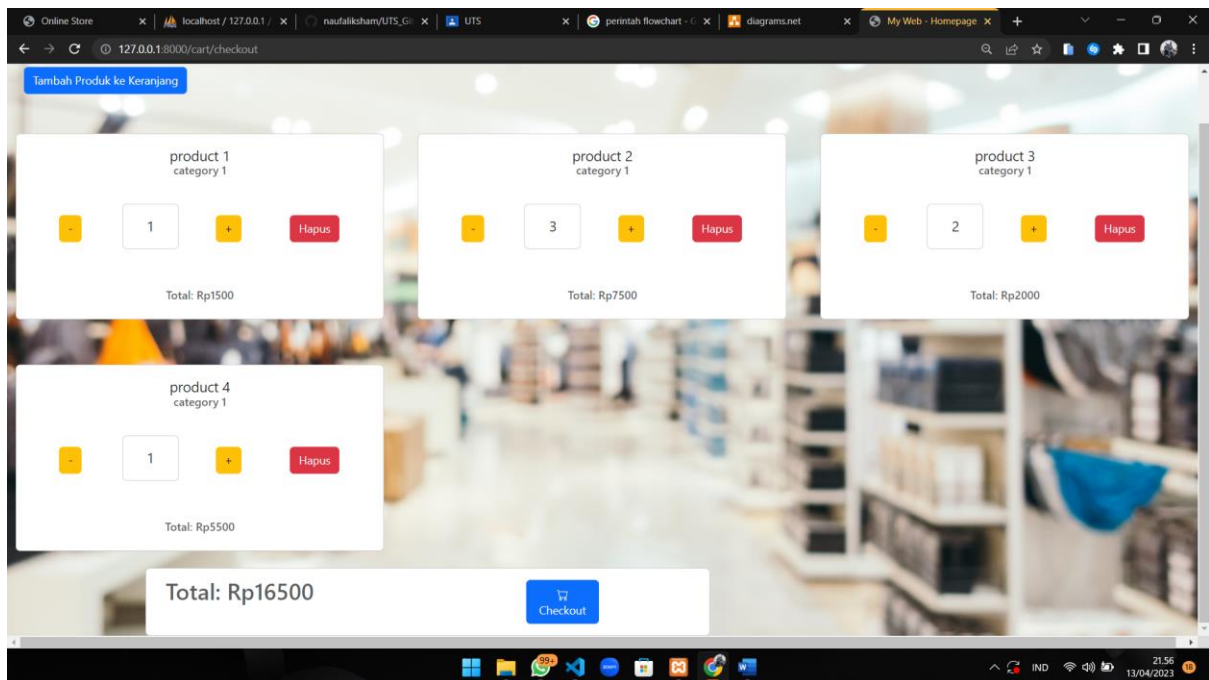 Online Store
localhost / 127.0.0.1 /
naufaliksham/UTS_Gi
UTS
perintah flowchart - G
diagrams.net
My Web - Homepage
127.0.0.1:8000/cart/checkout
Tambah Produk ke Keranjang
product 1
category 1
- 1 + Hapus
Total: Rp1500
product 2
category 1
- 3 + Hapus
Total: Rp7500
product 3
category 1
- 2 + Hapus
Total: Rp2000
product 4
category 1
- 1 + Hapus
Total: Rp5500
Total: Rp16500
Checkout
99+
IND
21.56
13/04/2023
18